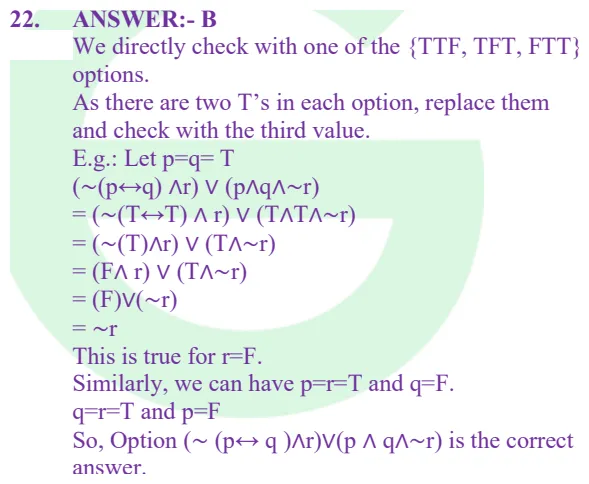 22. ANSWER:- B
We directly check with one of the {TTF, TFT, FTT}
options.
As there are two T’s in each option, replace them
and check with the third value.
E.g.: Let p=q= T
(∼(p↔q) ∧r) ∨ (p∧q∧∼r)
= (∼(T↔T) ∧ r) ∨ (T∧T∧∼r)
= (∼(T)∧r) ∨ (T∧∼r)
= (F∧ r) ∨ (T∧∼r)
= (F)∨(∼r)
= ∼r
This is true for r=F.
Similarly, we can have p=r=T and q=F.
q=r=T and p=F
So, Option (∼ (p↔ q )∧r)∨(p ∧ q∧∼r) is the correct
answer.